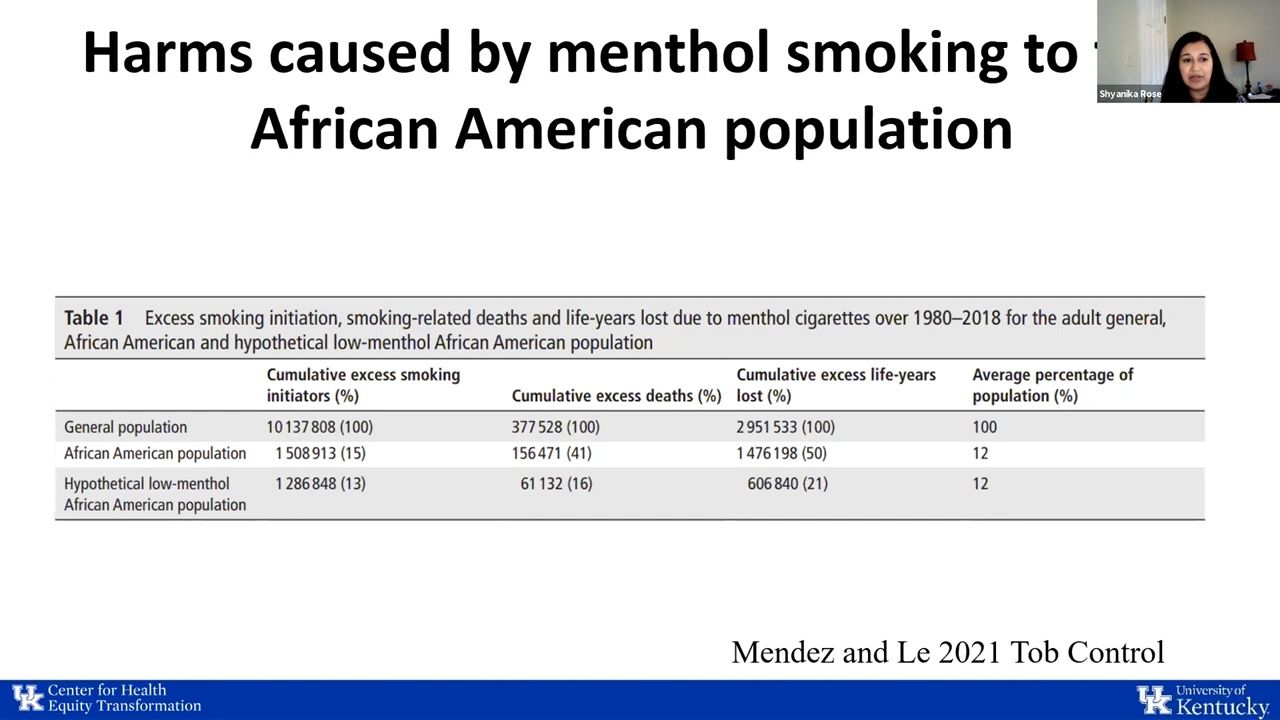 Harms caused by menthol smoking to
African American population
Shyanika Rose
Table 1 Excess smoking initiation, smoking-related deaths and life-years lost due to menthol cigarettes over 1980–2018 for the adult general,
African American and hypothetical low-menthol African American population
Cumulative excess smoking initiators (%) Cumulative excess deaths (%) Cumulative excess life-years lost (%) Average percentage of population (%)
General population 10 137 808 (100) 377 528 (100) 2 951 533 (100) 100
African American population 1 508 913 (15) 156 471 (41) 1 476 198 (50) 12
Hypothetical low-menthol African American population 1 286 848 (13) 61 132 (16) 606 840 (21) 12
Mendez and Le 2021 Tob Control
UK Center for Health
Equity Transformation
UK University of
Kentucky